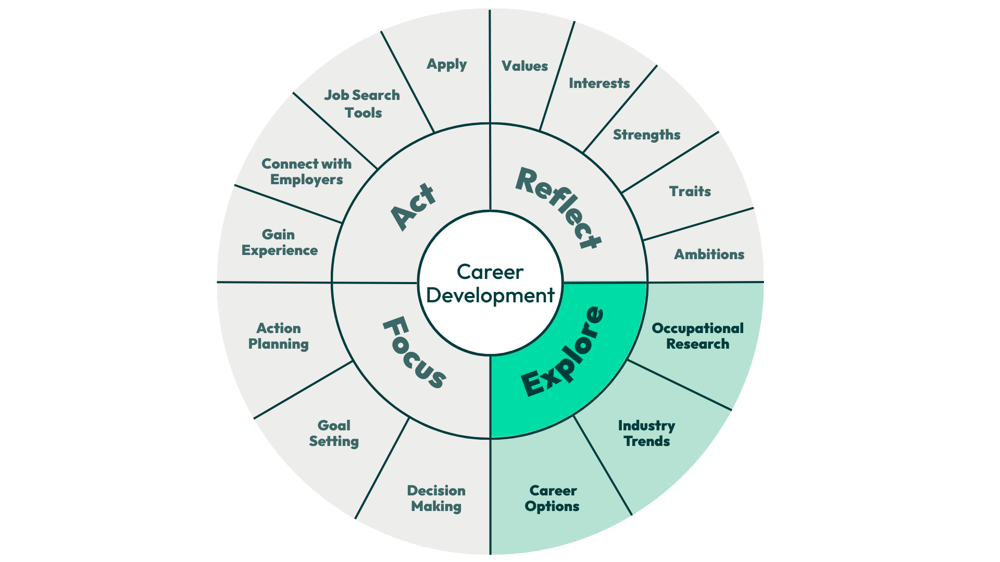 Career
Development
Reflect
Values
Interests
Strengths
Traits
Ambitions
Explore
Occupational
Research
Industry
Trends
Career
Options
Focus
Decision
Making
Goal
Setting
Action
Planning
Act
Gain
Experience
Connect with
Employers
Job Search
Tools
Apply